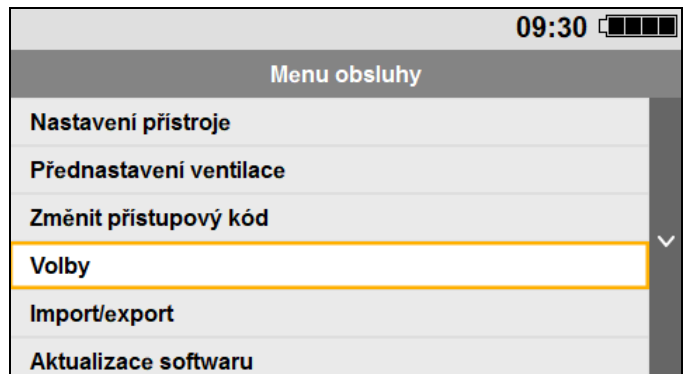 09:30
Menu obsluhy
Nastavení přístroje
Přednastavení ventilace
Změnit přístupový kód
Volby
Import/export
Aktualizace softwaru